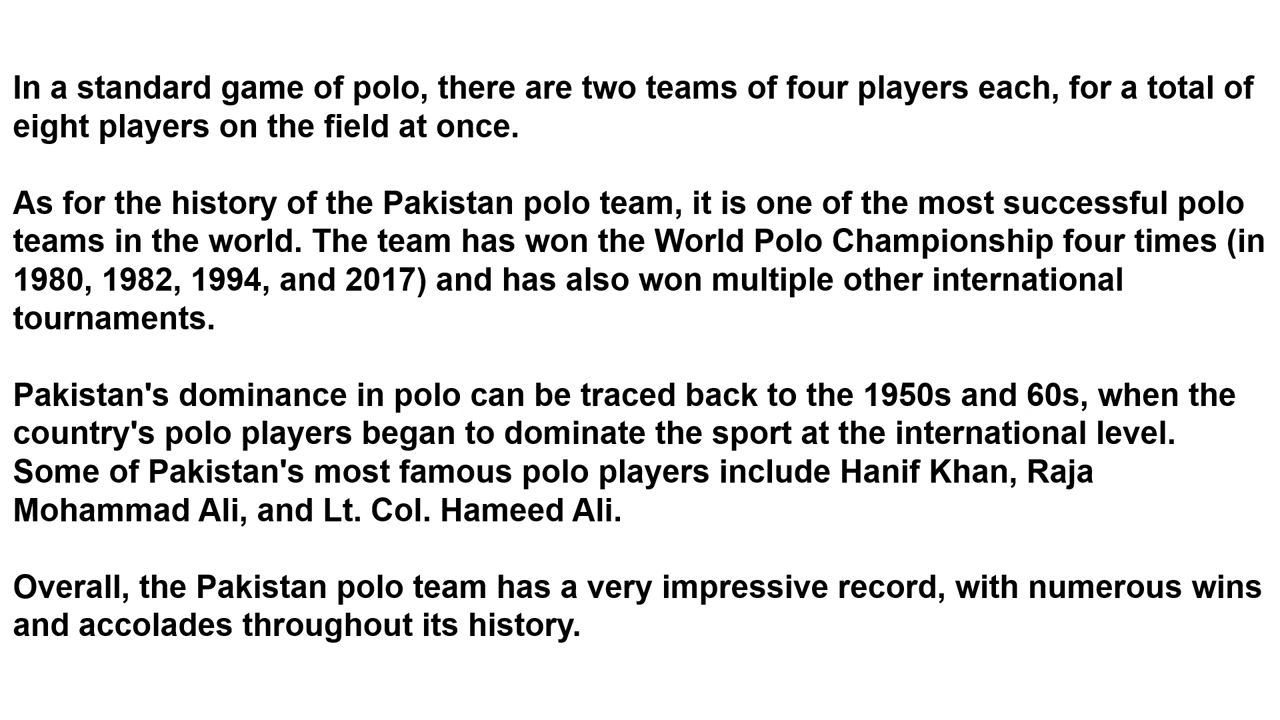 In a standard game of polo, there are two teams of four players each, for a total of
eight players on the field at once.
As for the history of the Pakistan polo team, it is one of the most successful polo
teams in the world. The team has won the World Polo Championship four times (in
1980, 1982, 1994, and 2017) and has also won multiple other international
tournaments.
Pakistan's dominance in polo can be traced back to the 1950s and 60s, when the
country's polo players began to dominate the sport at the international level.
Some of Pakistan's most famous polo players include Hanif Khan, Raja
Mohammad Ali, and Lt. Col. Hameed Ali.
Overall, the Pakistan polo team has a very impressive record, with numerous wins
and accolades throughout its history.